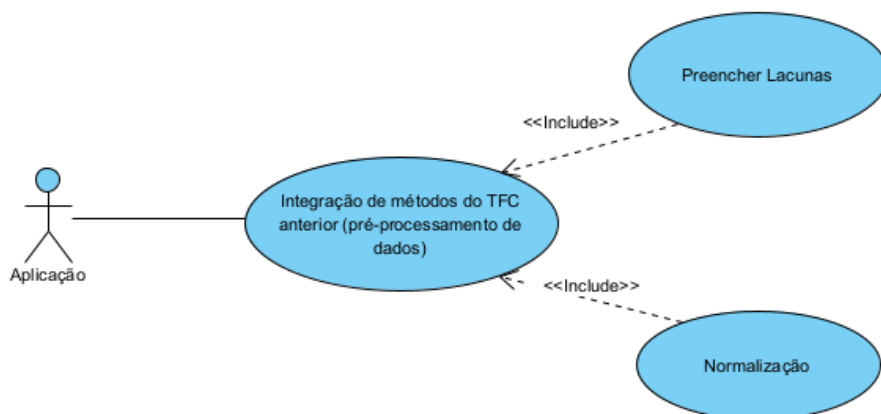 Preencher Lacunas
<<Include>>
Integração de métodos do TFC
anterior (pré-processamento de
dados)
Aplicação
<<Include>>
Normalização